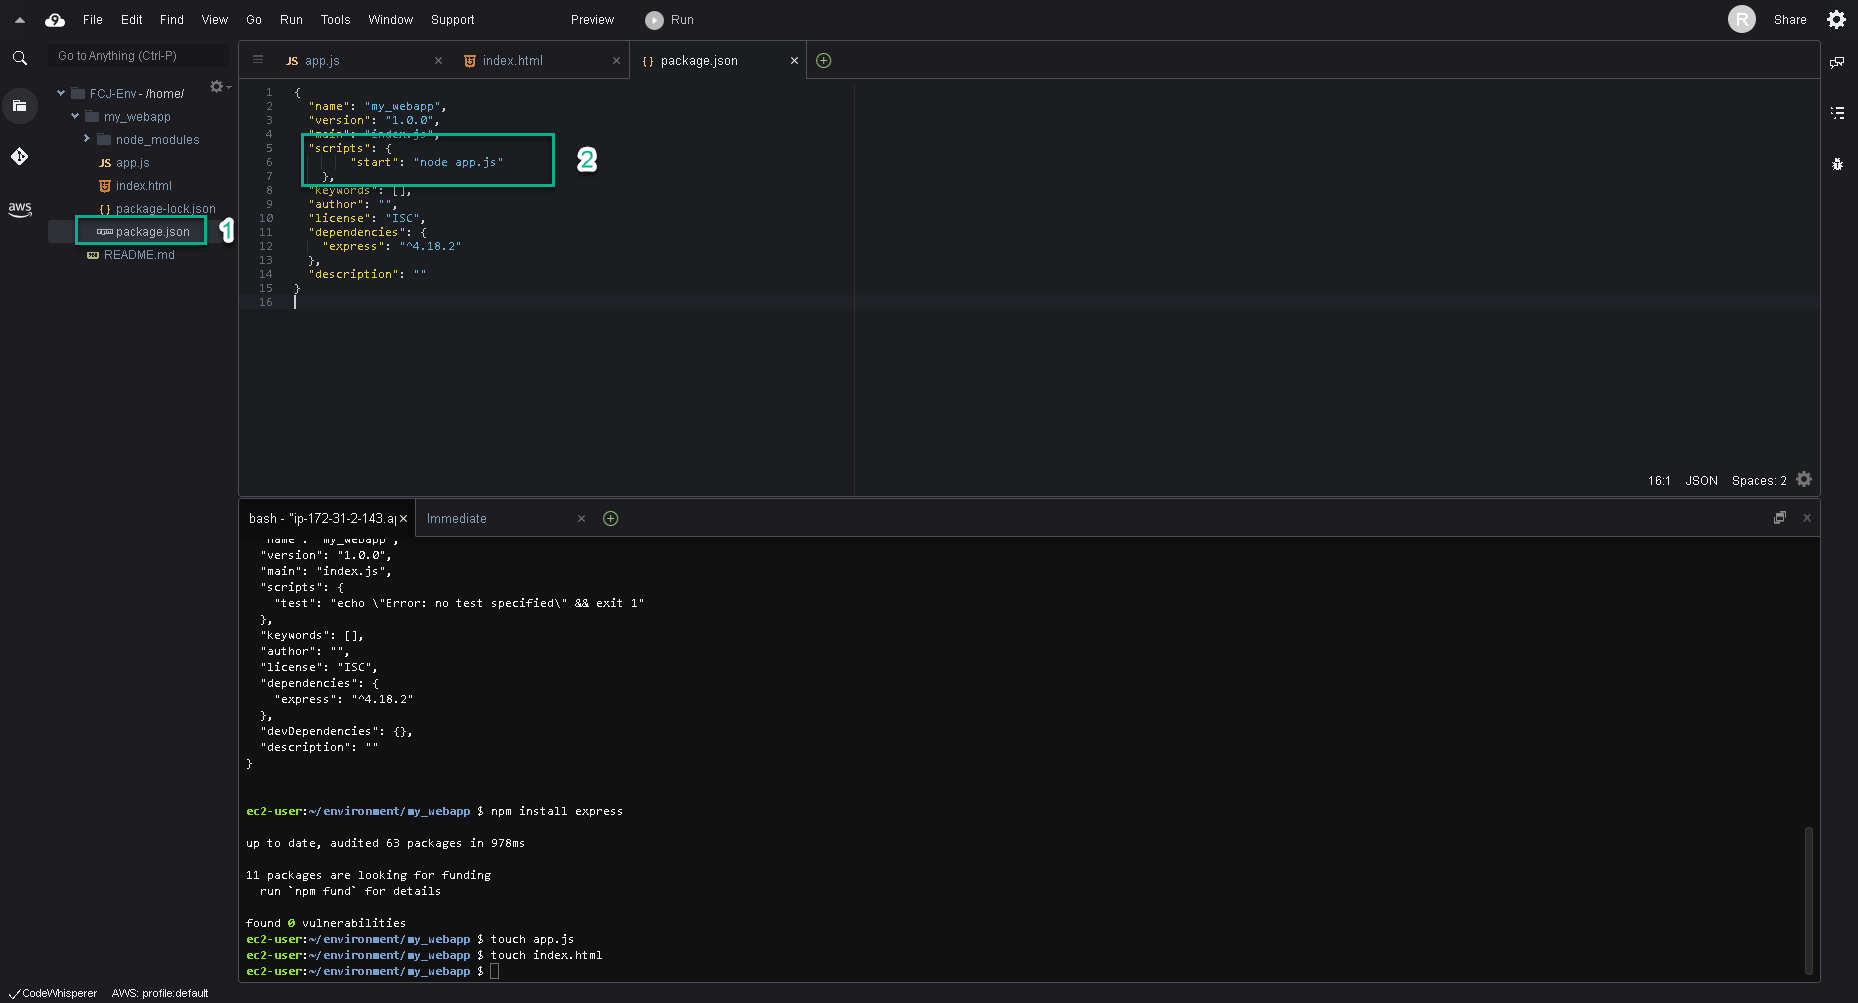 File Edit Find View Go Run Tools Window Support Preview Run R Share
Go to Anything (Ctrl-P)
JS app.js
index.html
{ } package.json
FCJ-Env - /home/
my_webapp
node_modules
JS app.js
index.html
{ } package-lock.json
package.json 1
README.md
aws
1 {
2 "name": "my_webapp",
3 "version": "1.0.0",
4 "main": "index.js",
5 "scripts": {
6 "start": "node app.js"
7 },
2
8 "keywords": [],
9 "author": "",
10 "license": "ISC",
11 "dependencies": {
12 "express": "^4.18.2"
13 },
14 "description": ""
15 }
16
16:1 JSON Spaces: 2
bash - "ip-172-31-2-143.a
Immediate
"name": "my_webapp",
"version": "1.0.0",
"main": "index.js",
"scripts": {
"test": "echo \"Error: no test specified\" && exit 1"
},
"keywords": [],
"author": "",
"license": "ISC",
"dependencies": {
"express": "^4.18.2"
},
"devDependencies": {},
"description": ""
}
ec2-user:~/environment/my_webapp $ npm install express
up to date, audited 63 packages in 978ms
11 packages are looking for funding
run `npm fund` for details
found 0 vulnerabilities
ec2-user:~/environment/my_webapp $ touch app.js
ec2-user:~/environment/my_webapp $ touch index.html
ec2-user:~/environment/my_webapp $
CodeWhisperer AWS: profile:default